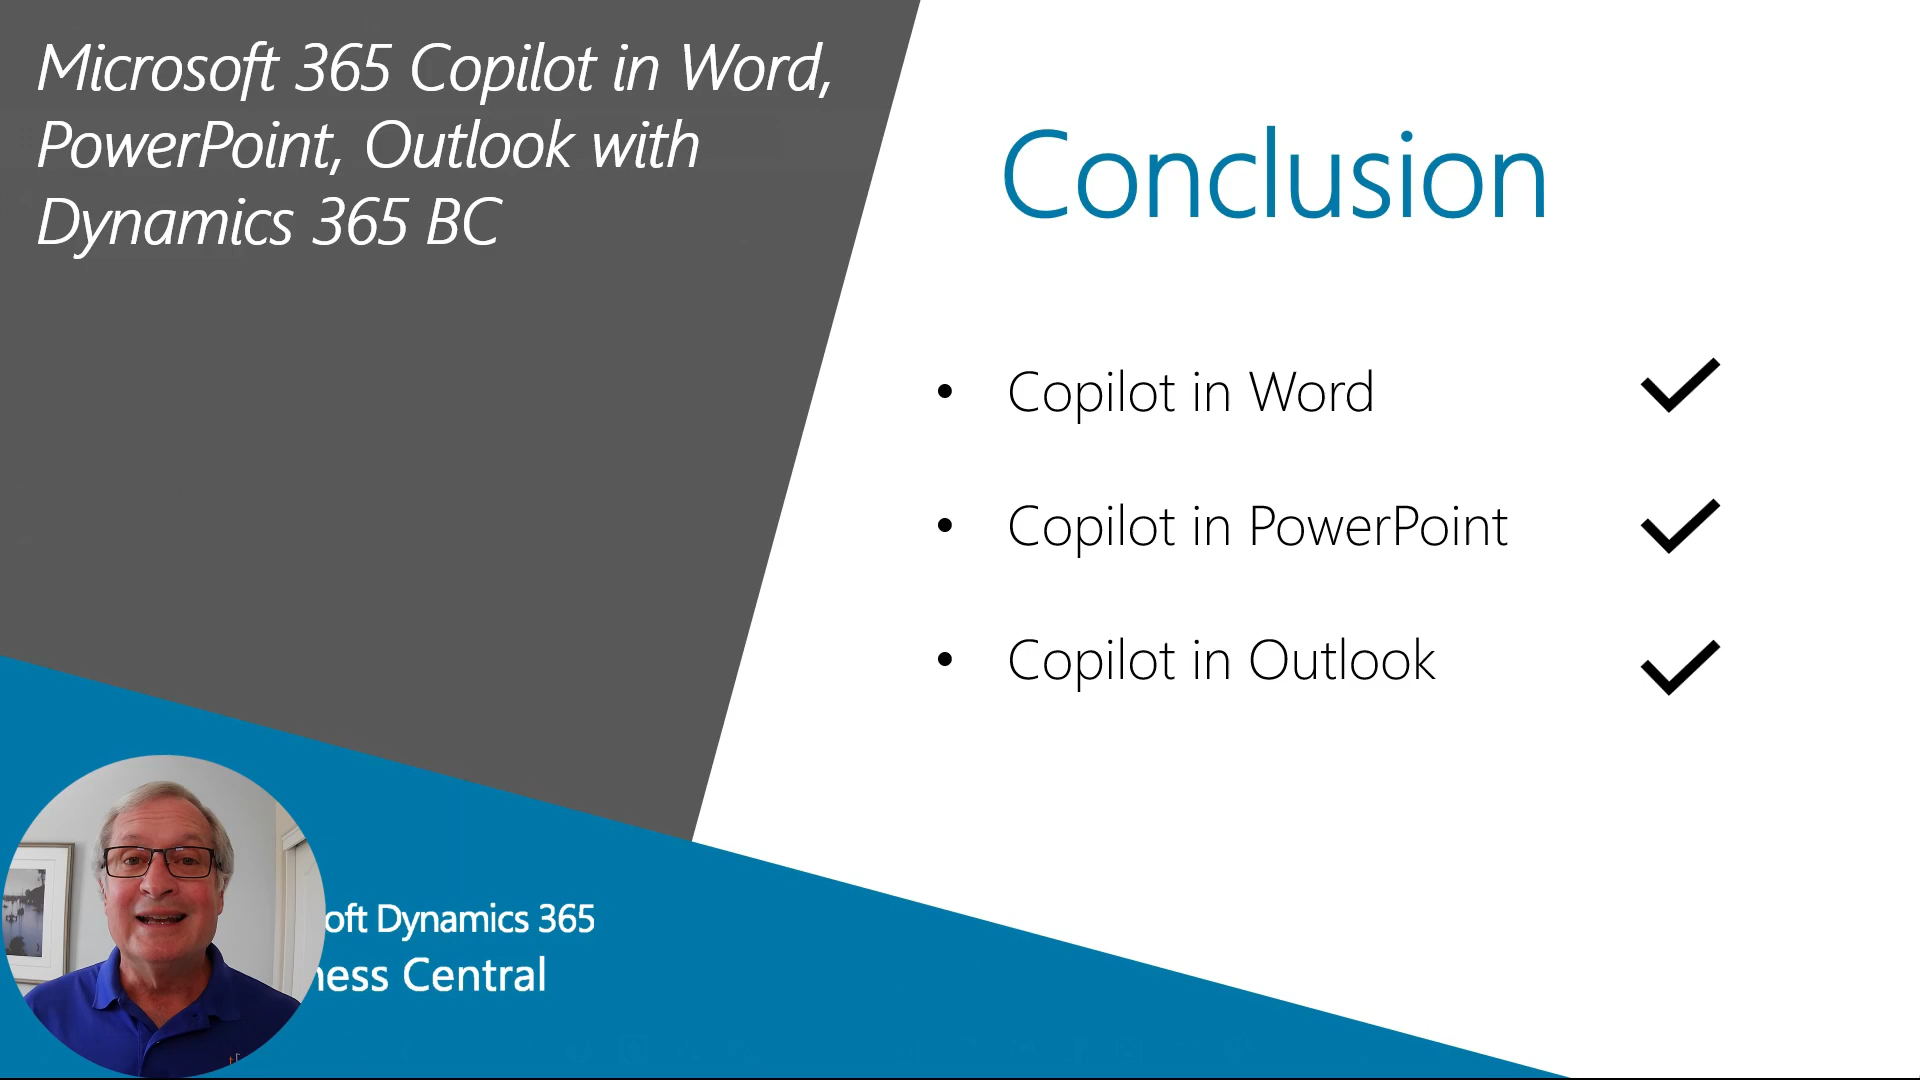 Microsoft 365 Copilot in Word,
PowerPoint, Outlook with
Dynamics 365 BC
Conclusion
• Copilot in Word
• Copilot in PowerPoint
• Copilot in Outlook
oft Dynamics 365
ness Central